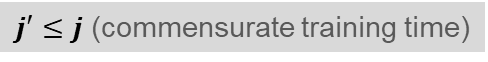 j′ ≤ j (commensurate training time)